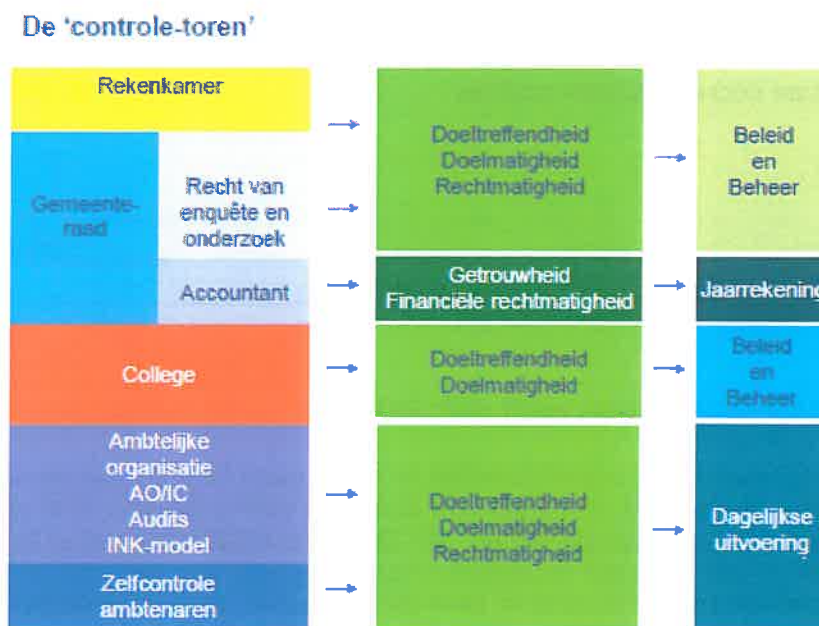 De 'controle-toren'
Rekenkamer
Gemeente-
raad
Recht van
enquête en
onderzoek
Accountant
College
Ambtelijke
organisatie
AO/IC
Audits
INK-model
Zelfcontrole
ambtenaren
Doeltreffendheid
Doelmatigheid
Rechtmatigheid
Getrouwheid
Financiële rechtmatigheid
Doeltreffendheid
Doelmatigheid
Doeltreffendheid
Doelmatigheid
Rechtmatigheid
Beleid
en
Beheer
Jaarrekening
Beleid
en
Beheer
Dagelijkse
uitvoering